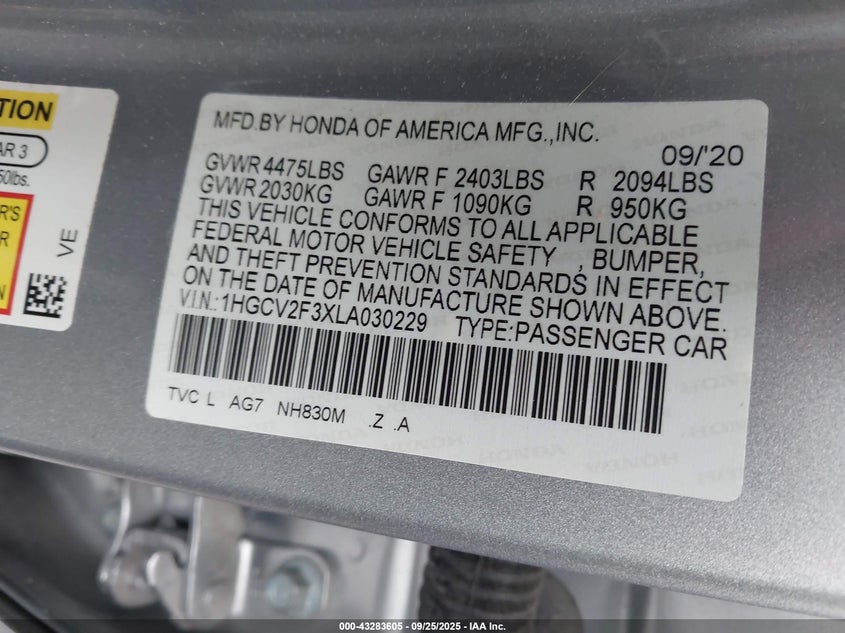 TION
AR 3
50lbs.
R'S
R
N
VE
MFD.BY HONDA OF AMERICA MFG.,INC.
09/'20
GVWR 4475LBS GAWR F 2403LBS R 2094LBS
GVWR 2030KG GAWR F 1090KG R 950KG
THIS VEHICLE CONFORMS TO ALL APPLICABLE
FEDERAL MOTOR VEHICLE SAFETY , BUMPER,
AND THEFT PREVENTION STANDARDS IN EFFECT
ON THE DATE OF MANUFACTURE SHOWN ABOVE.
V.I.N.:1HGCV2F3XLA030229 TYPE:PASSENGER CAR
TVC L AG7 NH830M .Z .A
000-43283605 - 09/25/2025 - IAA Inc.